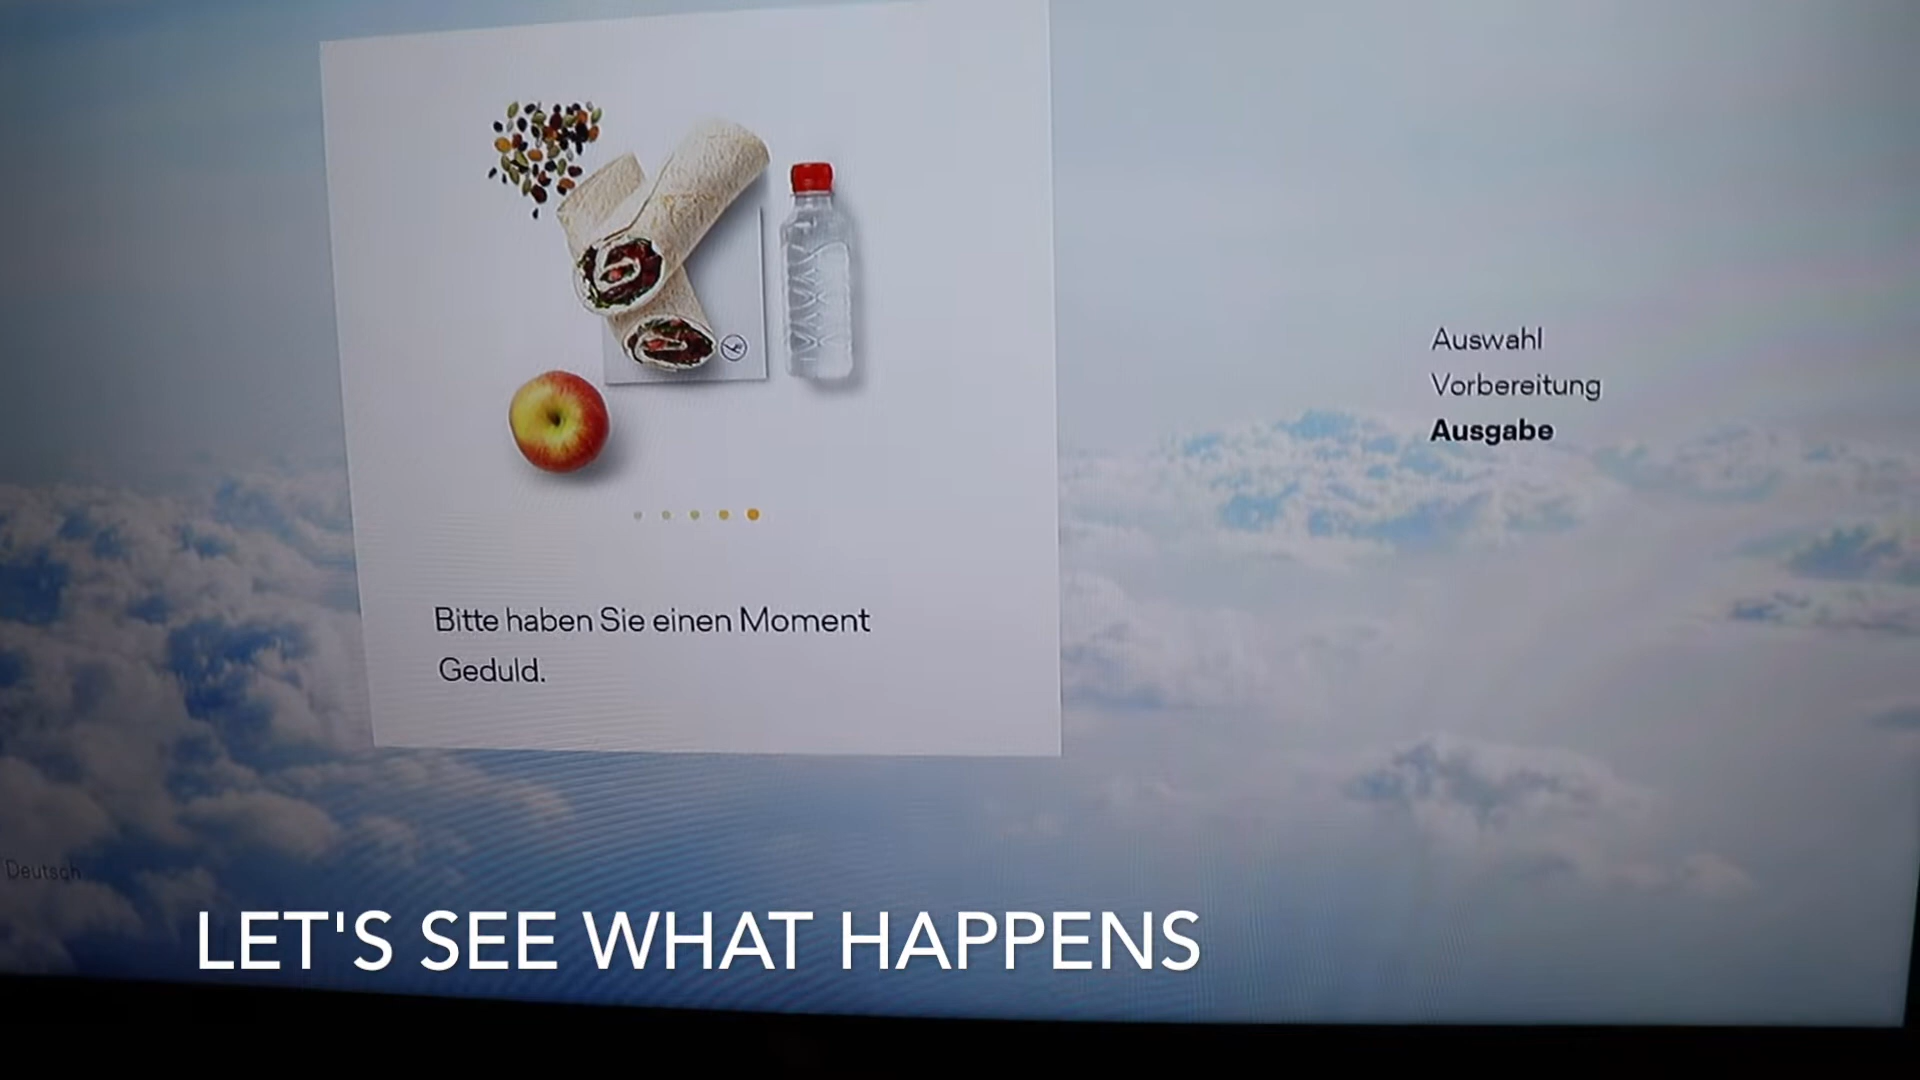 Bitte haben Sie einen Moment
Geduld.
Auswahl
Vorbereitung
Ausgabe
Deutsch
LET'S SEE WHAT HAPPENS